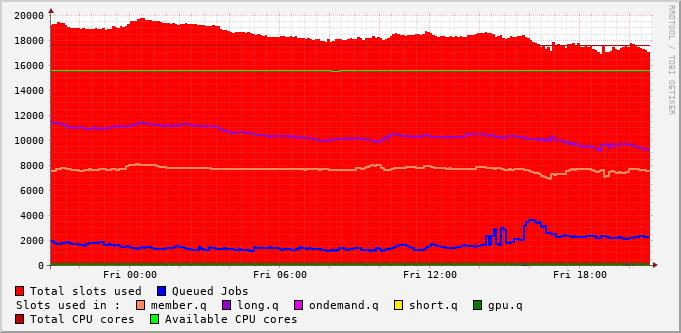 20000
18000
16000
14000
12000
10000
8000
6000
4000
2000
0
Fri 00:00 Fri 06:00 Fri 12:00 Fri 18:00
RRDTOOL / TOBI OETIKER
Total slots used Queued Jobs
Slots used in : member.q long.q ondemand.q short.q gpu.q
Total CPU cores Available CPU cores